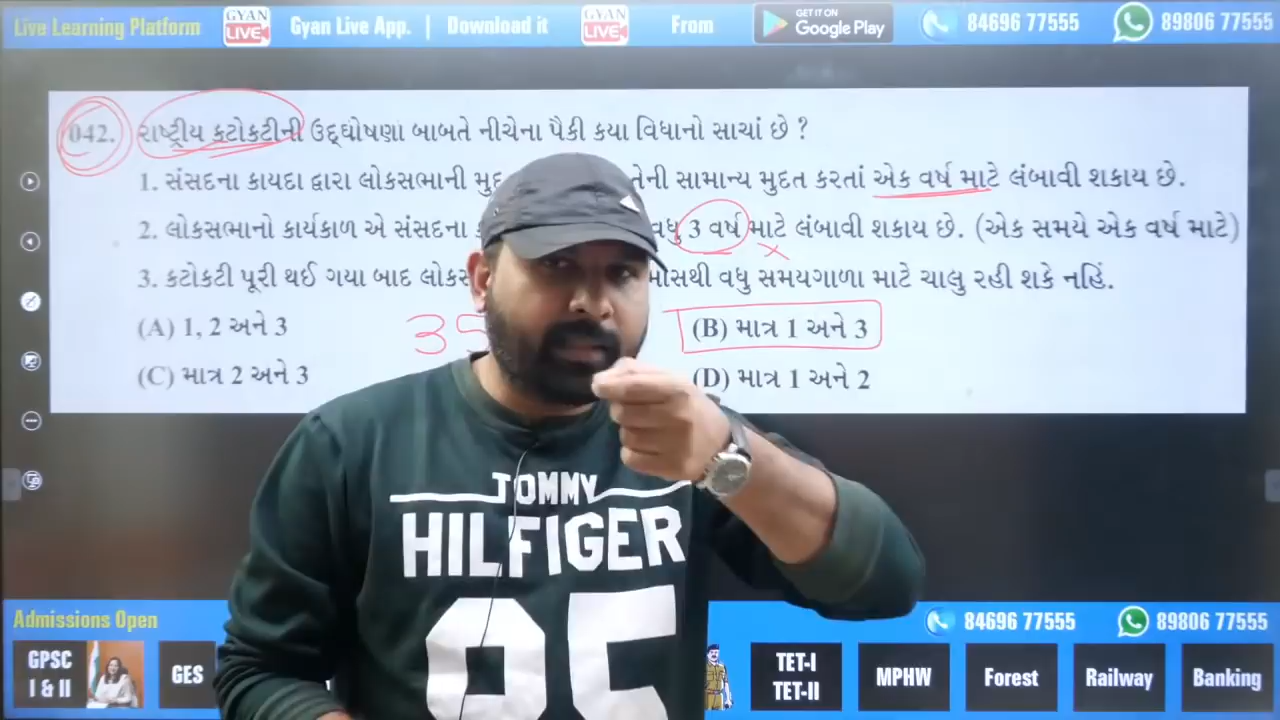 Live Learning Platform
GYAN LIVE
Gyan Live App. | Download it
GYAN LIVE
From
GET IT ON
Google Play
84696 77555
89806 77555
042. રાષ્ટ્રીય કટોકટીની ઉદ્ઘોષણા બાબતે નીચેના પૈકી કયા વિધાનો સાચાં છે ?
1. સંસદના કાયદા દ્વારા લોકસભાની મુદ તેની સામાન્ય મુદત કરતાં એક વર્ષ માટે લંબાવી શકાય છે.
2. લોકસભાનો કાર્યકાળ એ સંસદના વધુ 3 વર્ષ માટે લંબાવી શકાય છે. (એક સમયે એક વર્ષ માટે)
3. કટોકટી પૂરી થઈ ગયા બાદ લોકસ માસથી વધુ સમયગાળા માટે ચાલુ રહી શકે નહિં.
(A) 1, 2 અને 3
35
(B) માત્ર 1 અને 3
(C) માત્ર 2 અને 3
(D) માત્ર 1 અને 2
TOMMY
HILFIGER
85
Admissions Open
84696 77555
89806 77555
GPSC
I & II
GES
TET-I
TET-II
MPHW
Forest
Railway
Banking